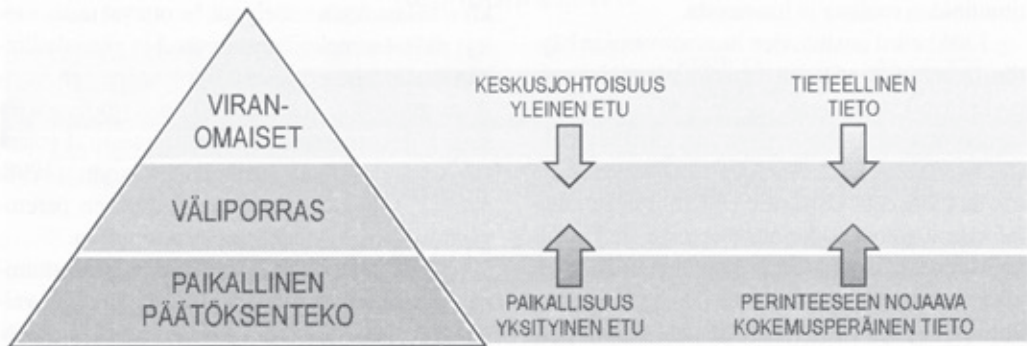 VIRAN-
OMAISET
VÄLIPORRAS
PAIKALLINEN
PÄÄTÖKSENTEKO
KESKUSJOHTOISUUS
YLEINEN ETU
PAIKALLISUUS
YKSITYINEN ETU
TIETEELLINEN
TIETO
PERINTEESEEN NOJAAVA
KOKEMUSPERÄINEN TIETO